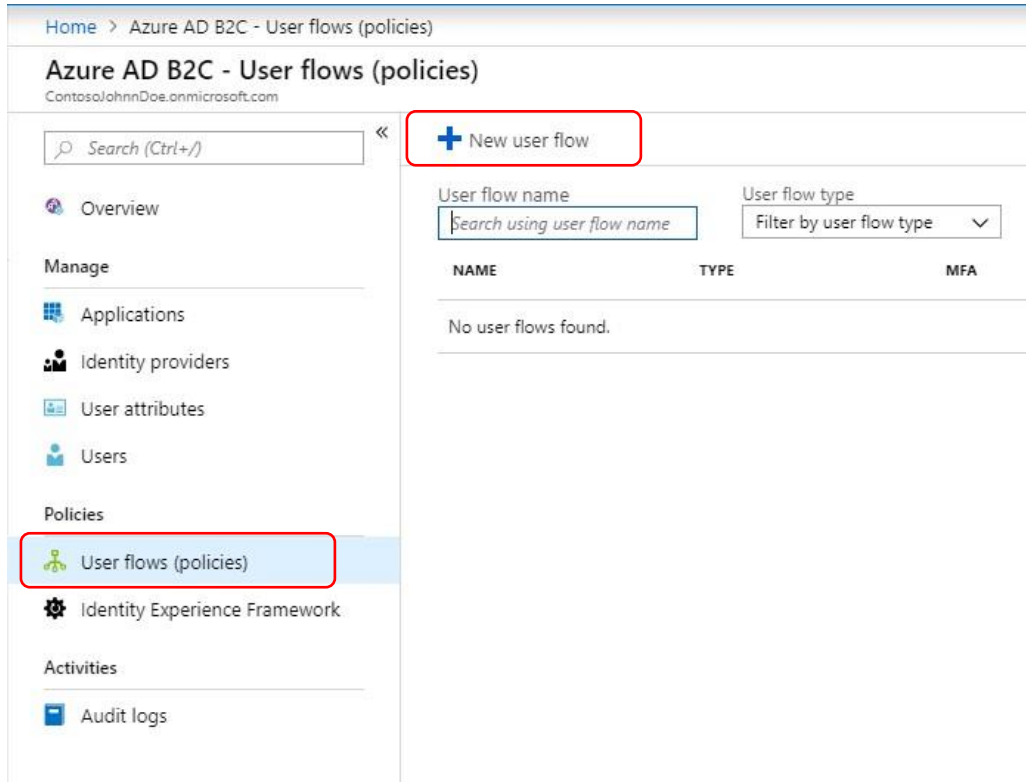 Home > Azure AD B2C - User flows (policies)
Azure AD B2C - User flows (policies)
ContosoJohnnDoe.onmicrosoft.com
Search (Ctrl+/)
«
Overview
Manage
Applications
Identity providers
User attributes
Users
Policies
User flows (policies)
Identity Experience Framework
Activities
Audit logs
New user flow
User flow name
User flow type
Search using user flow name
Filter by user flow type
NAME TYPE MFA
No user flows found.